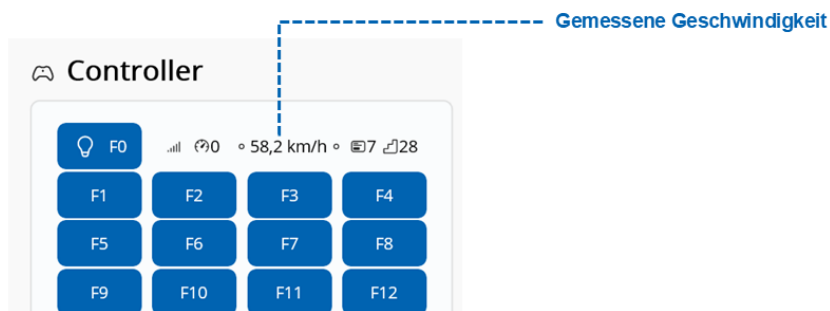 Gemessene Geschwindigkeit
Controller
F0 0 ∘ 58,2 km/h ∘ 7 28
F1 F2 F3 F4
F5 F6 F7 F8
F9 F10 F11 F12